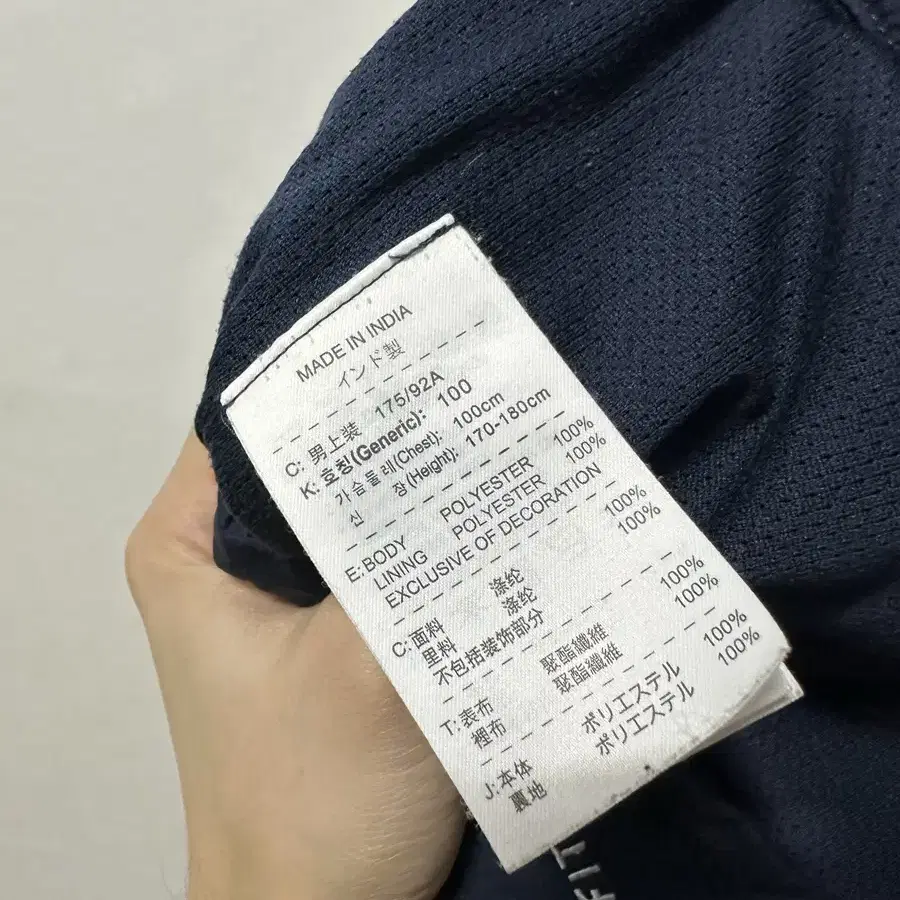 MADE IN INDIA
インド製
C: 男上装 175/92A
K: 호칭(Generic): 100
가슴둘레(Chest): 100cm
신 장(Height): 170-180cm
E: BODY POLYESTER 100%
LINING POLYESTER 100%
EXCLUSIVE OF DECORATION
C: 面料 涤纶 100%
里料 涤纶 100%
不包括装饰部分
T: 表布 聚酯纖維 100%
裡布 聚酯纖維 100%
J: 本体 ポリエステル 100%
裏地 ポリエステル 100%
FIT